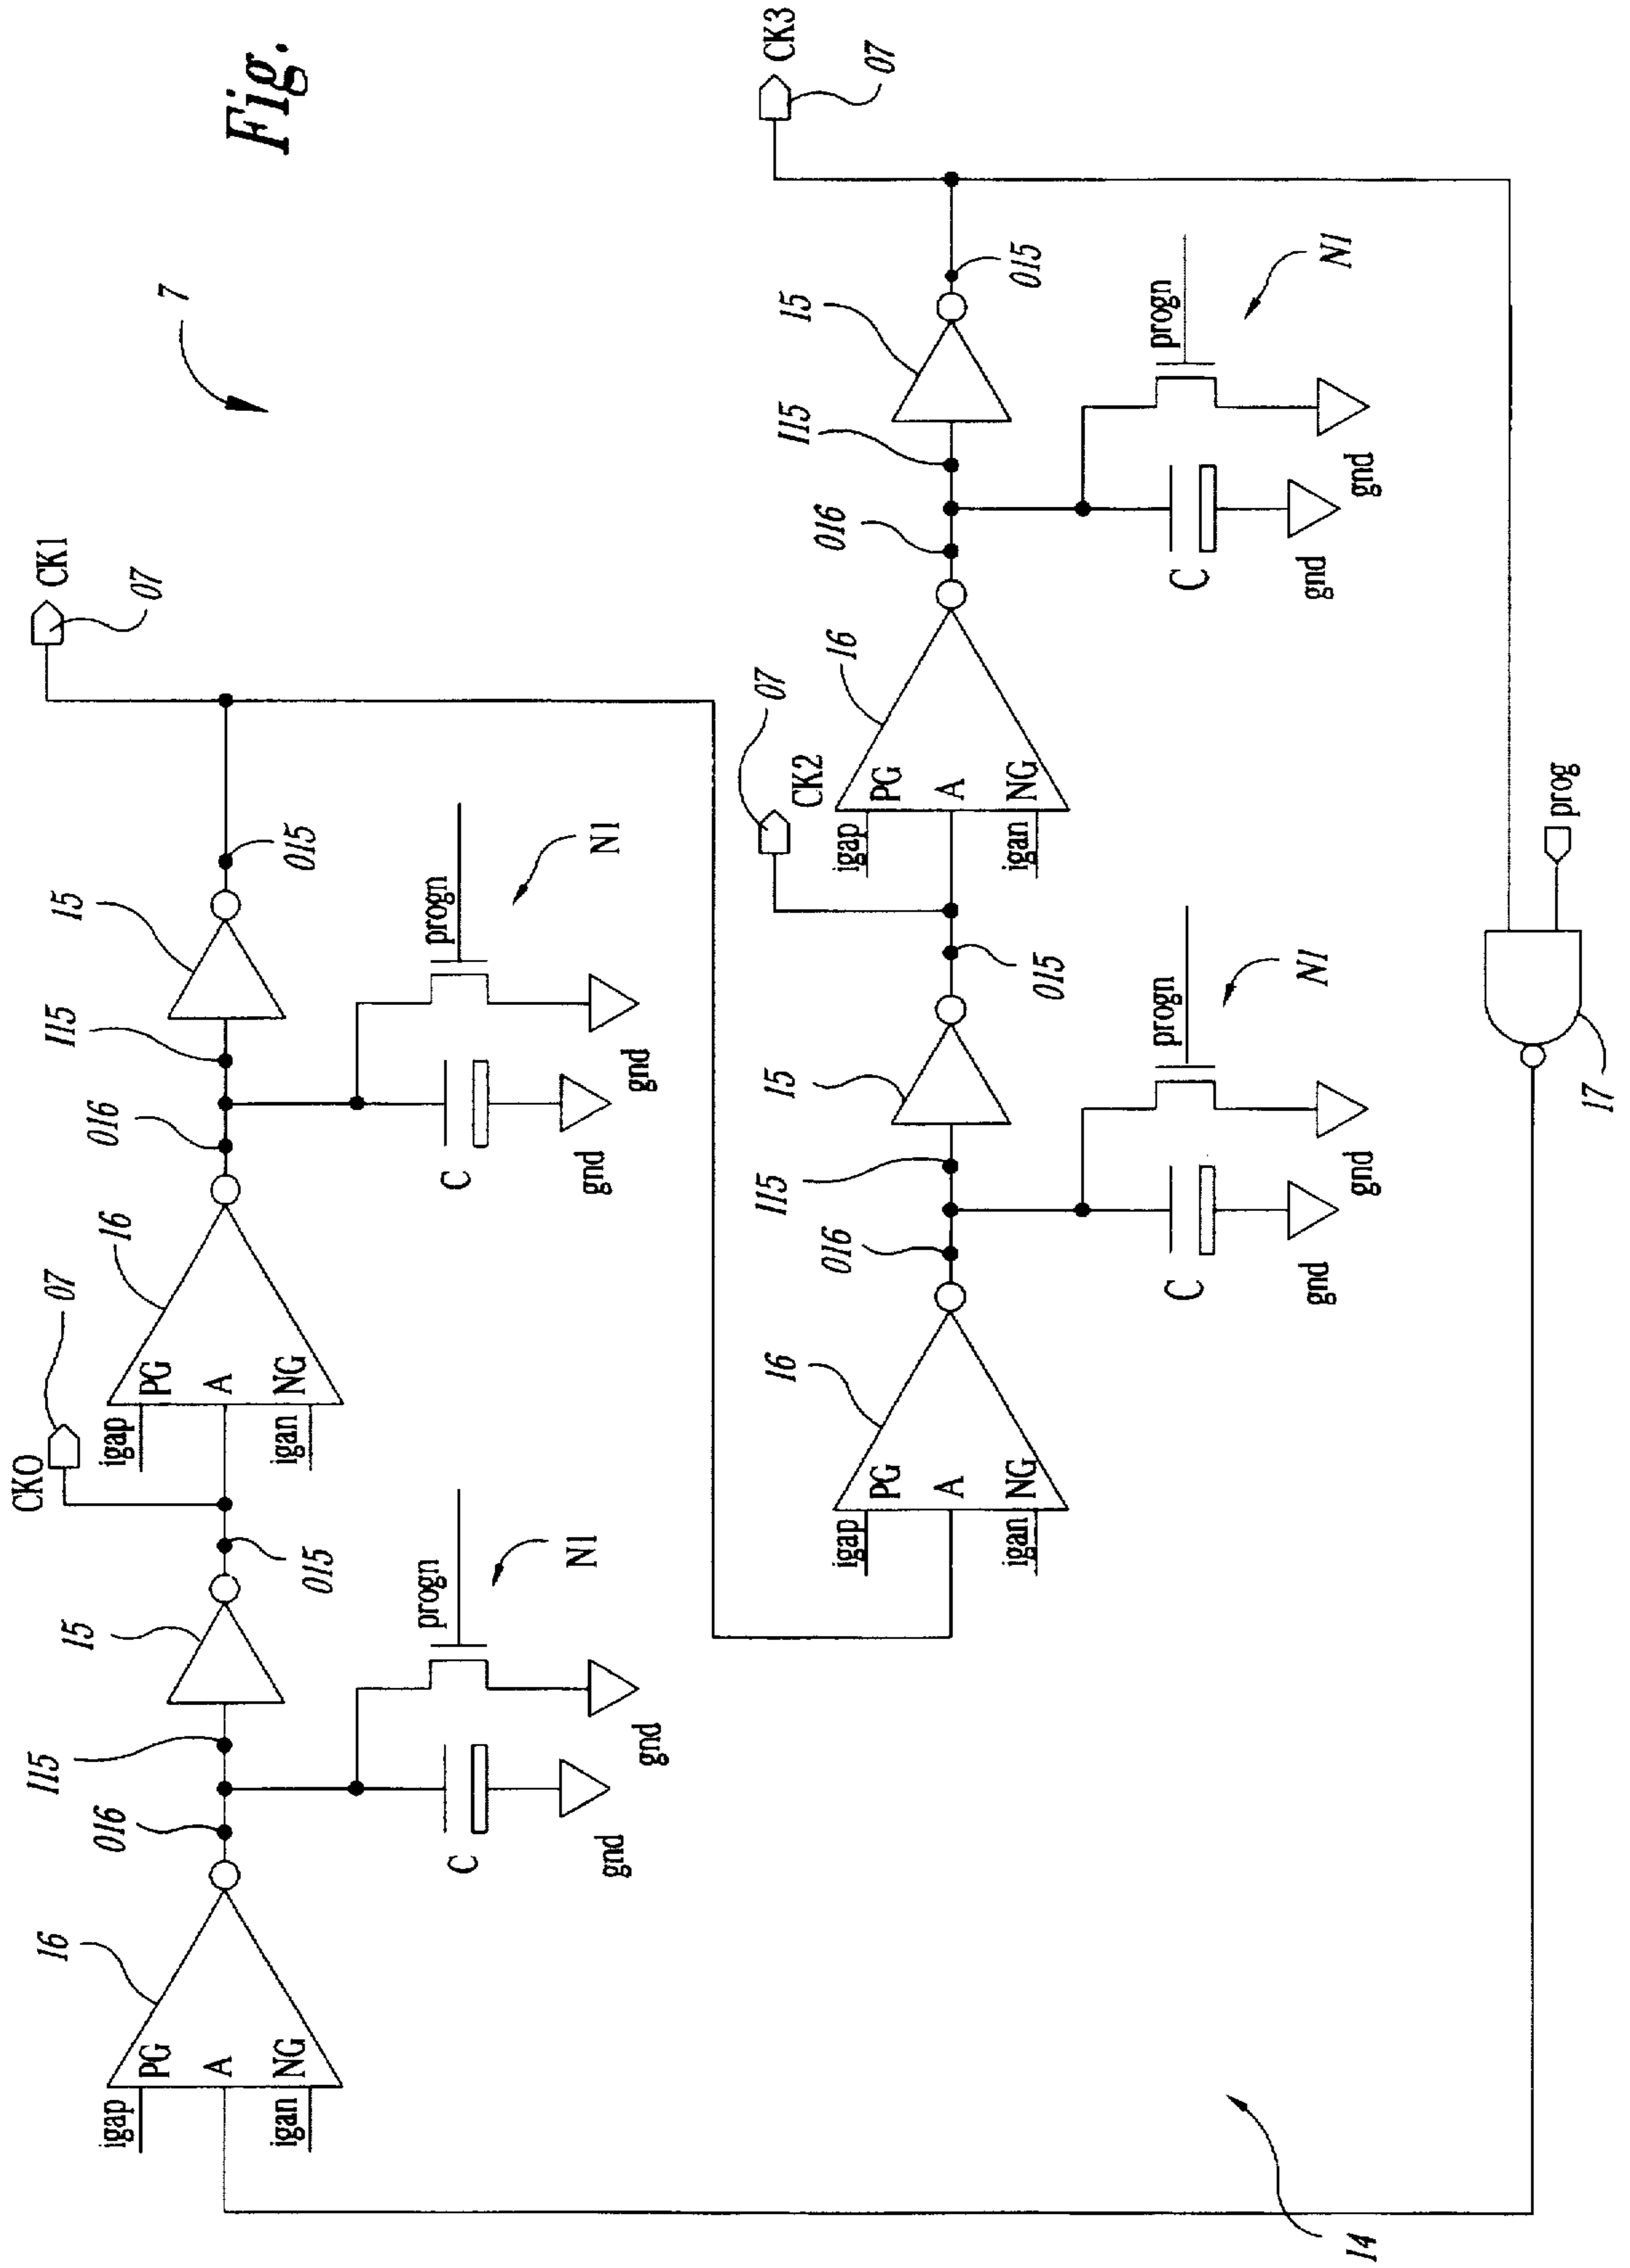 Fig.
7
CK0
07
CK1
07
16
016
115
15
015
16
016
115
15
015
igap
PG
A
igan
NG
igap
PG
A
igan
NG
C
gnd
progn
gnd
N1
C
gnd
progn
gnd
N1
CK2
07
CK3
07
16
016
115
15
015
16
016
115
15
015
igap
PG
A
igan
NG
igap
PG
A
igan
NG
C
gnd
progn
gnd
N1
C
gnd
progn
gnd
N1
14
17
prog